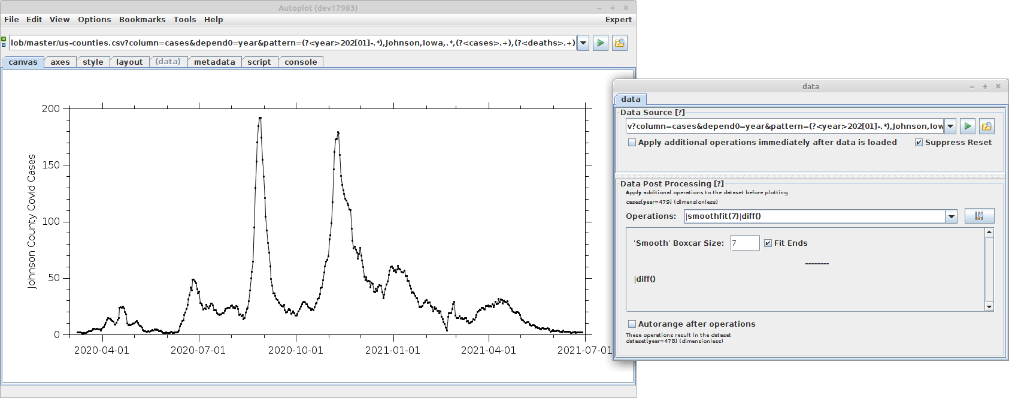 Autoplot (dev17983)
File Edit View Options Bookmarks Tools Help Expert
lob/master/us-counties.csv?column=cases&depend0=year&pattern=(?<year>202[01]-.*),Johnson,Iowa,.*,(?<cases>.+),(?<deaths>.+)
canvas axes style layout (data) metadata script console
Johnson County Covid Cases
200
150
100
50
0
2020-04-01 2020-07-01 2020-10-01 2021-01-01 2021-04-01 2021-07-01
data
data
Data Source [?]
v?column=cases&depend0=year&pattern=(?<year>202[01]-.*),Johnson,Iow
Apply additional operations immediately after data is loaded Suppress Reset
Data Post Processing [?]
Apply additional operations to the dataset before plotting
cases[year=479] (dimensionless)
Operations: |smoothfit(7)|diff()
'Smooth' Boxcar Size: 7 Fit Ends
--------
|diff()
Autorange after operations
These operations result in the dataset
dataset[year=478] (dimensionless)